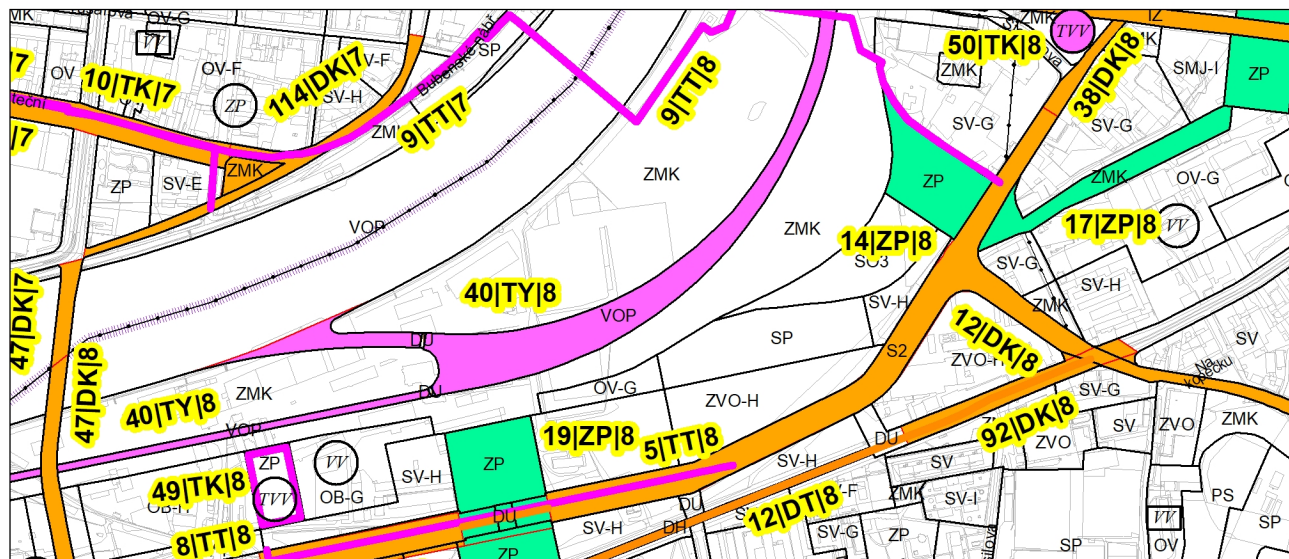 OV-G
ZMK
IZ
VV
TVV
50|TK|8
SP
OV
OV-F
OV-F
10|TK|7
ZP
114|DK|7
SV-H
Bubenské nábř.
9|TT|7
9|TT|8
ZMK
ZMK
SMJ-I
ZP
38|DK|8
SV-G
SV-G
ZMK
ZP
SV-E
ZMK
ZMK
ZP
ZMK
OV-G
VOP
ZMK
14|ZP|8
17|ZP|8
VV
SO3
SV-G
SV-H
40|TY|8
VOP
SV-H
ZMK
47|DK|7
47|DK|8
SP
S2
ZVO-H
12|DK|8
SV
Na
kopečku
ZMK
DU
OV-G
ZVO-H
SV-G
40|TY|8
VOP
92|DK|8
SV
ZVO
ZMK
19|ZP|8
5|TT|8
DU
ZVO
ZP
VV
SV-H
ZP
SV-H
SV
49|TK|8
TVV
OB-G
ZMK
SV-I
PS
DU
DU
12|DT|8
VV
SP
8|TT|8
SV-H
DH
SV-G
ZP
ZP
SP
OV